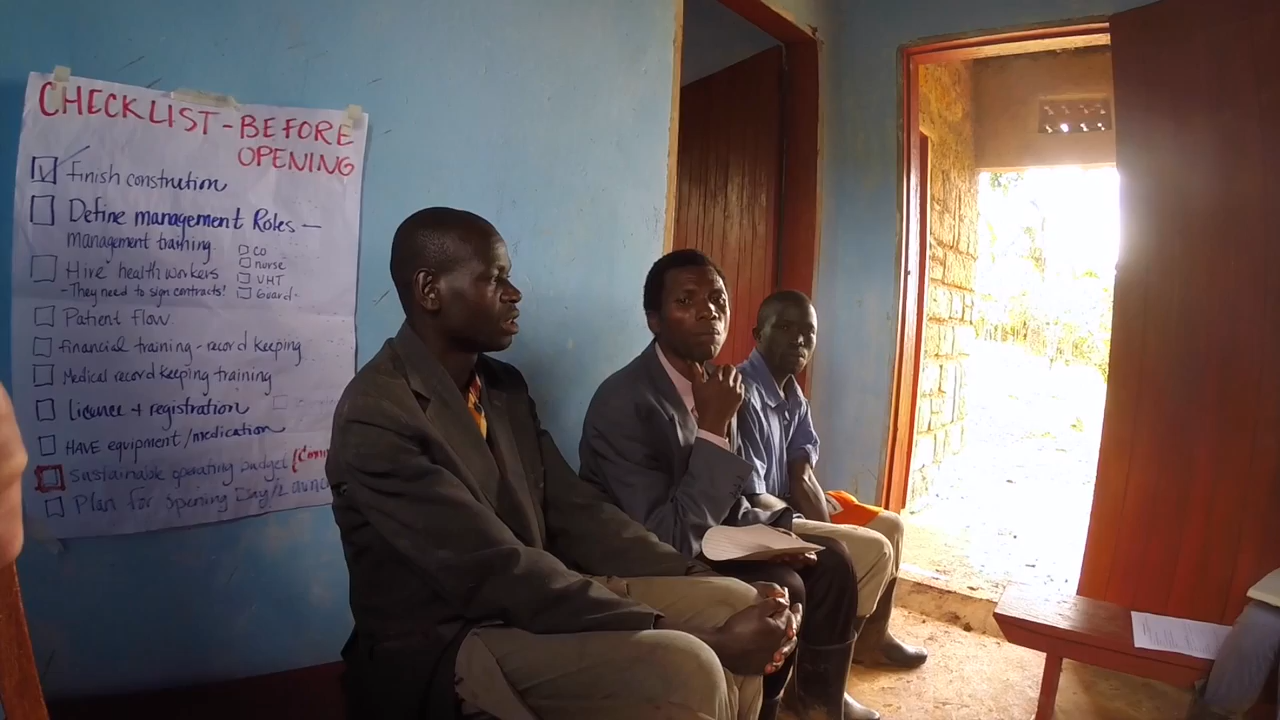 CHECKLIST - BEFORE
OPENING
Finish constrution
Define management Roles —
management training
CO
Hire health workers
nurse
VHT
- They need to sign contracts!
Guard
Patient flow
financial training - record keeping
Medical record keeping training
Licence + registration
HAVE equipment/medication
Sustainable operating budget
Plan for opening Day/Launch